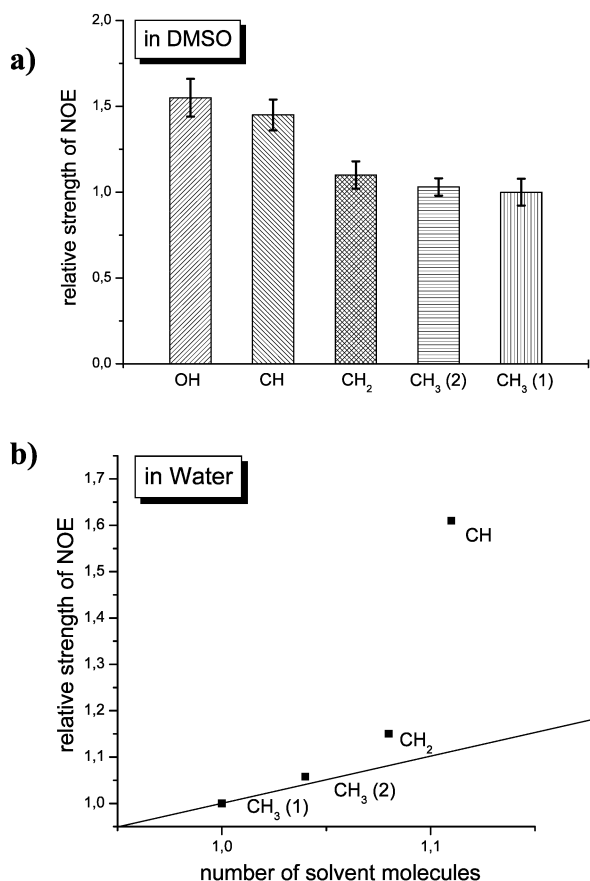 a)
in DMSO
relative strength of NOE
2,0
1,5
1,0
0,5
0,0
OH CH CH2 CH3 (2) CH3 (1)
b)
in Water
relative strength of NOE
1,7
1,6
1,5
1,4
1,3
1,2
1,1
1,0
CH
CH2
CH3 (2)
CH3 (1)
1,0 1,1
number of solvent molecules